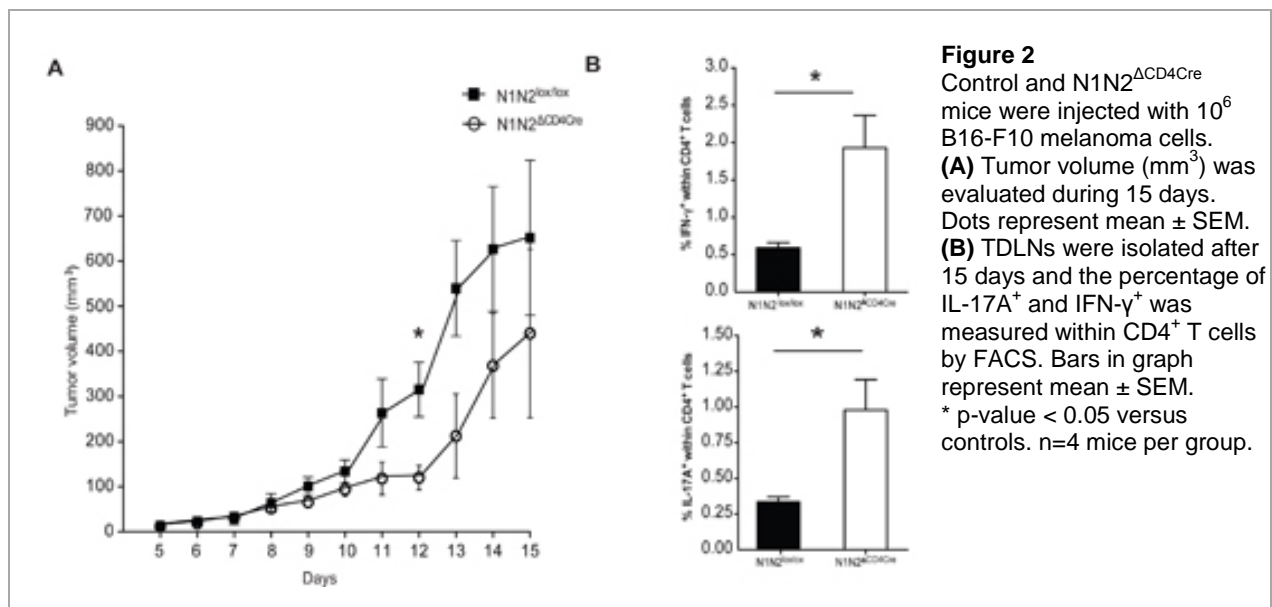 A
N1N2lox/lox
N1N2ΔCD4Cre
Tumor volume (mm³)
900
800
700
600
500
400
300
200
100
0
*
5 6 7 8 9 10 11 12 13 14 15
Days
B
% IFN-γ⁺ within CD4⁺ T cells
3.0
2.5
2.0
1.5
1.0
0.5
0.0
*
N1N2lox/lox N1N2ΔCD4Cre
% IL-17A⁺ within CD4⁺ T cells
1.50
1.25
1.00
0.75
0.50
0.25
0.00
*
N1N2lox/lox N1N2ΔCD4Cre
Figure 2
Control and N1N2ΔCD4Cre
mice were injected with 10⁶
B16-F10 melanoma cells.
(A) Tumor volume (mm³) was
evaluated during 15 days.
Dots represent mean ± SEM.
(B) TDLNs were isolated after
15 days and the percentage of
IL-17A⁺ and IFN-γ⁺ was
measured within CD4⁺ T cells
by FACS. Bars in graph
represent mean ± SEM.
* p-value < 0.05 versus
controls. n=4 mice per group.